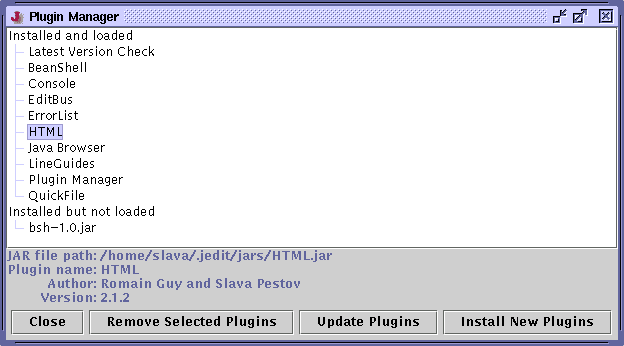 Plugin Manager
Installed and loaded
Latest Version Check
BeanShell
Console
EditBus
ErrorList
HTML
Java Browser
LineGuides
Plugin Manager
QuickFile
Installed but not loaded
bsh-1.0.jar
JAR file path: /home/slava/.jedit/jars/HTML.jar
Plugin name: HTML
Author: Romain Guy and Slava Pestov
Version: 2.1.2
Close Remove Selected Plugins Update Plugins Install New Plugins